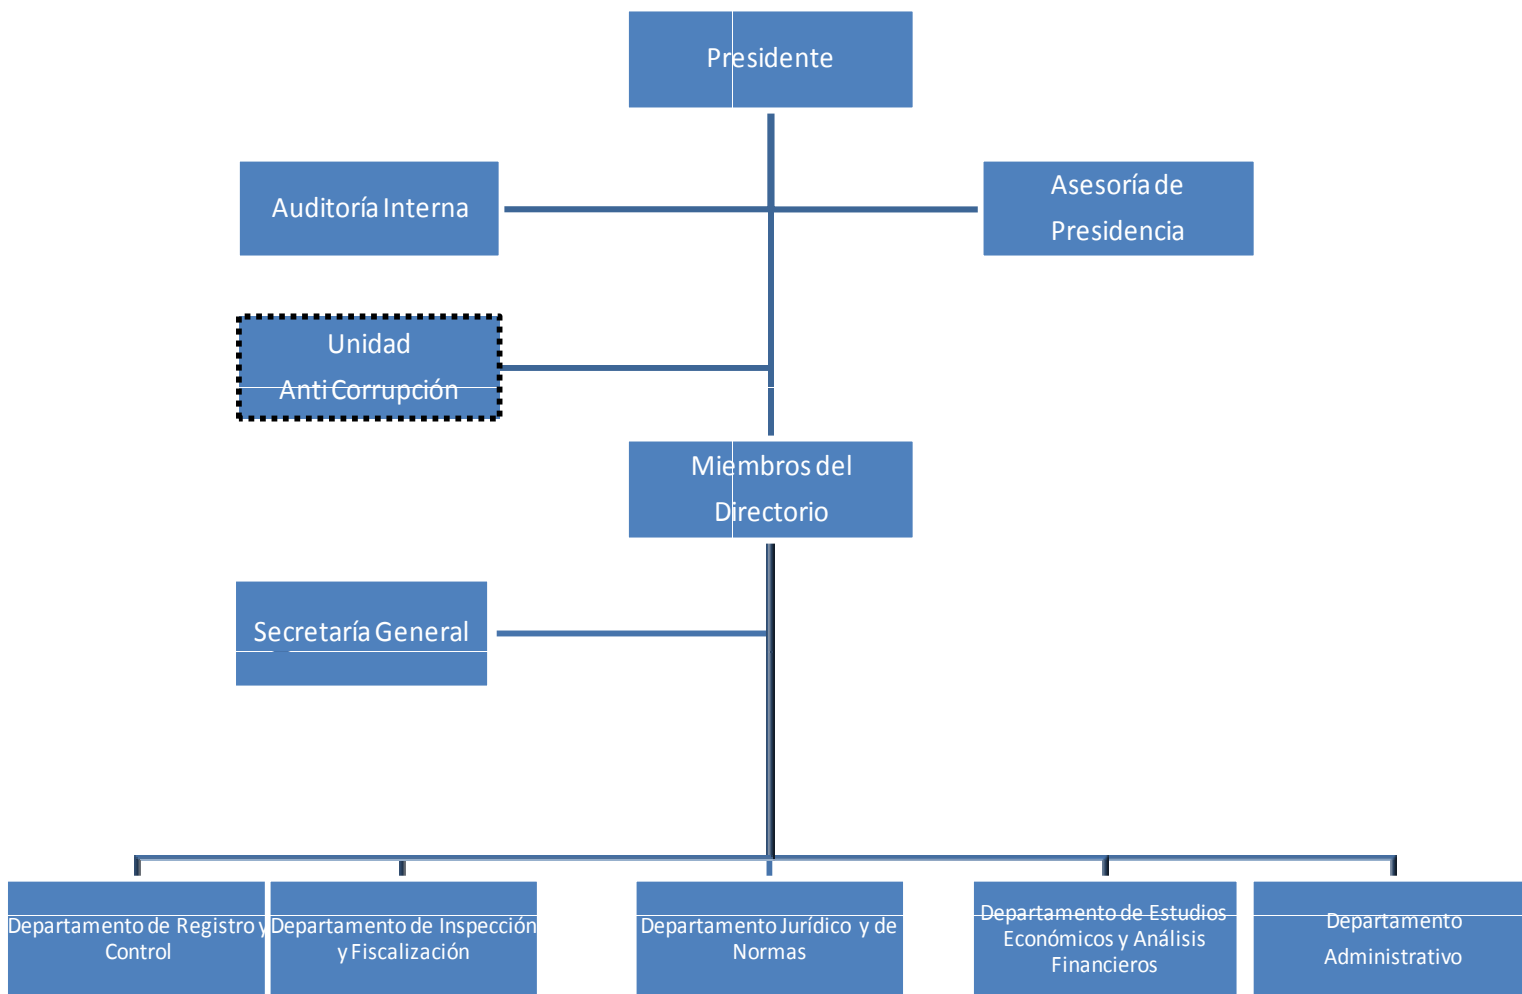 Presidente
Auditoría Interna
Asesoría de
Presidencia
Unidad
Anti Corrupción
Miembros del
Directorio
Secretaría General
Departamento de Registro y
Control
Departamento de Inspección
y Fiscalización
Departamento Jurídico y de
Normas
Departamento de Estudios
Económicos y Análisis
Financieros
Departamento
Administrativo